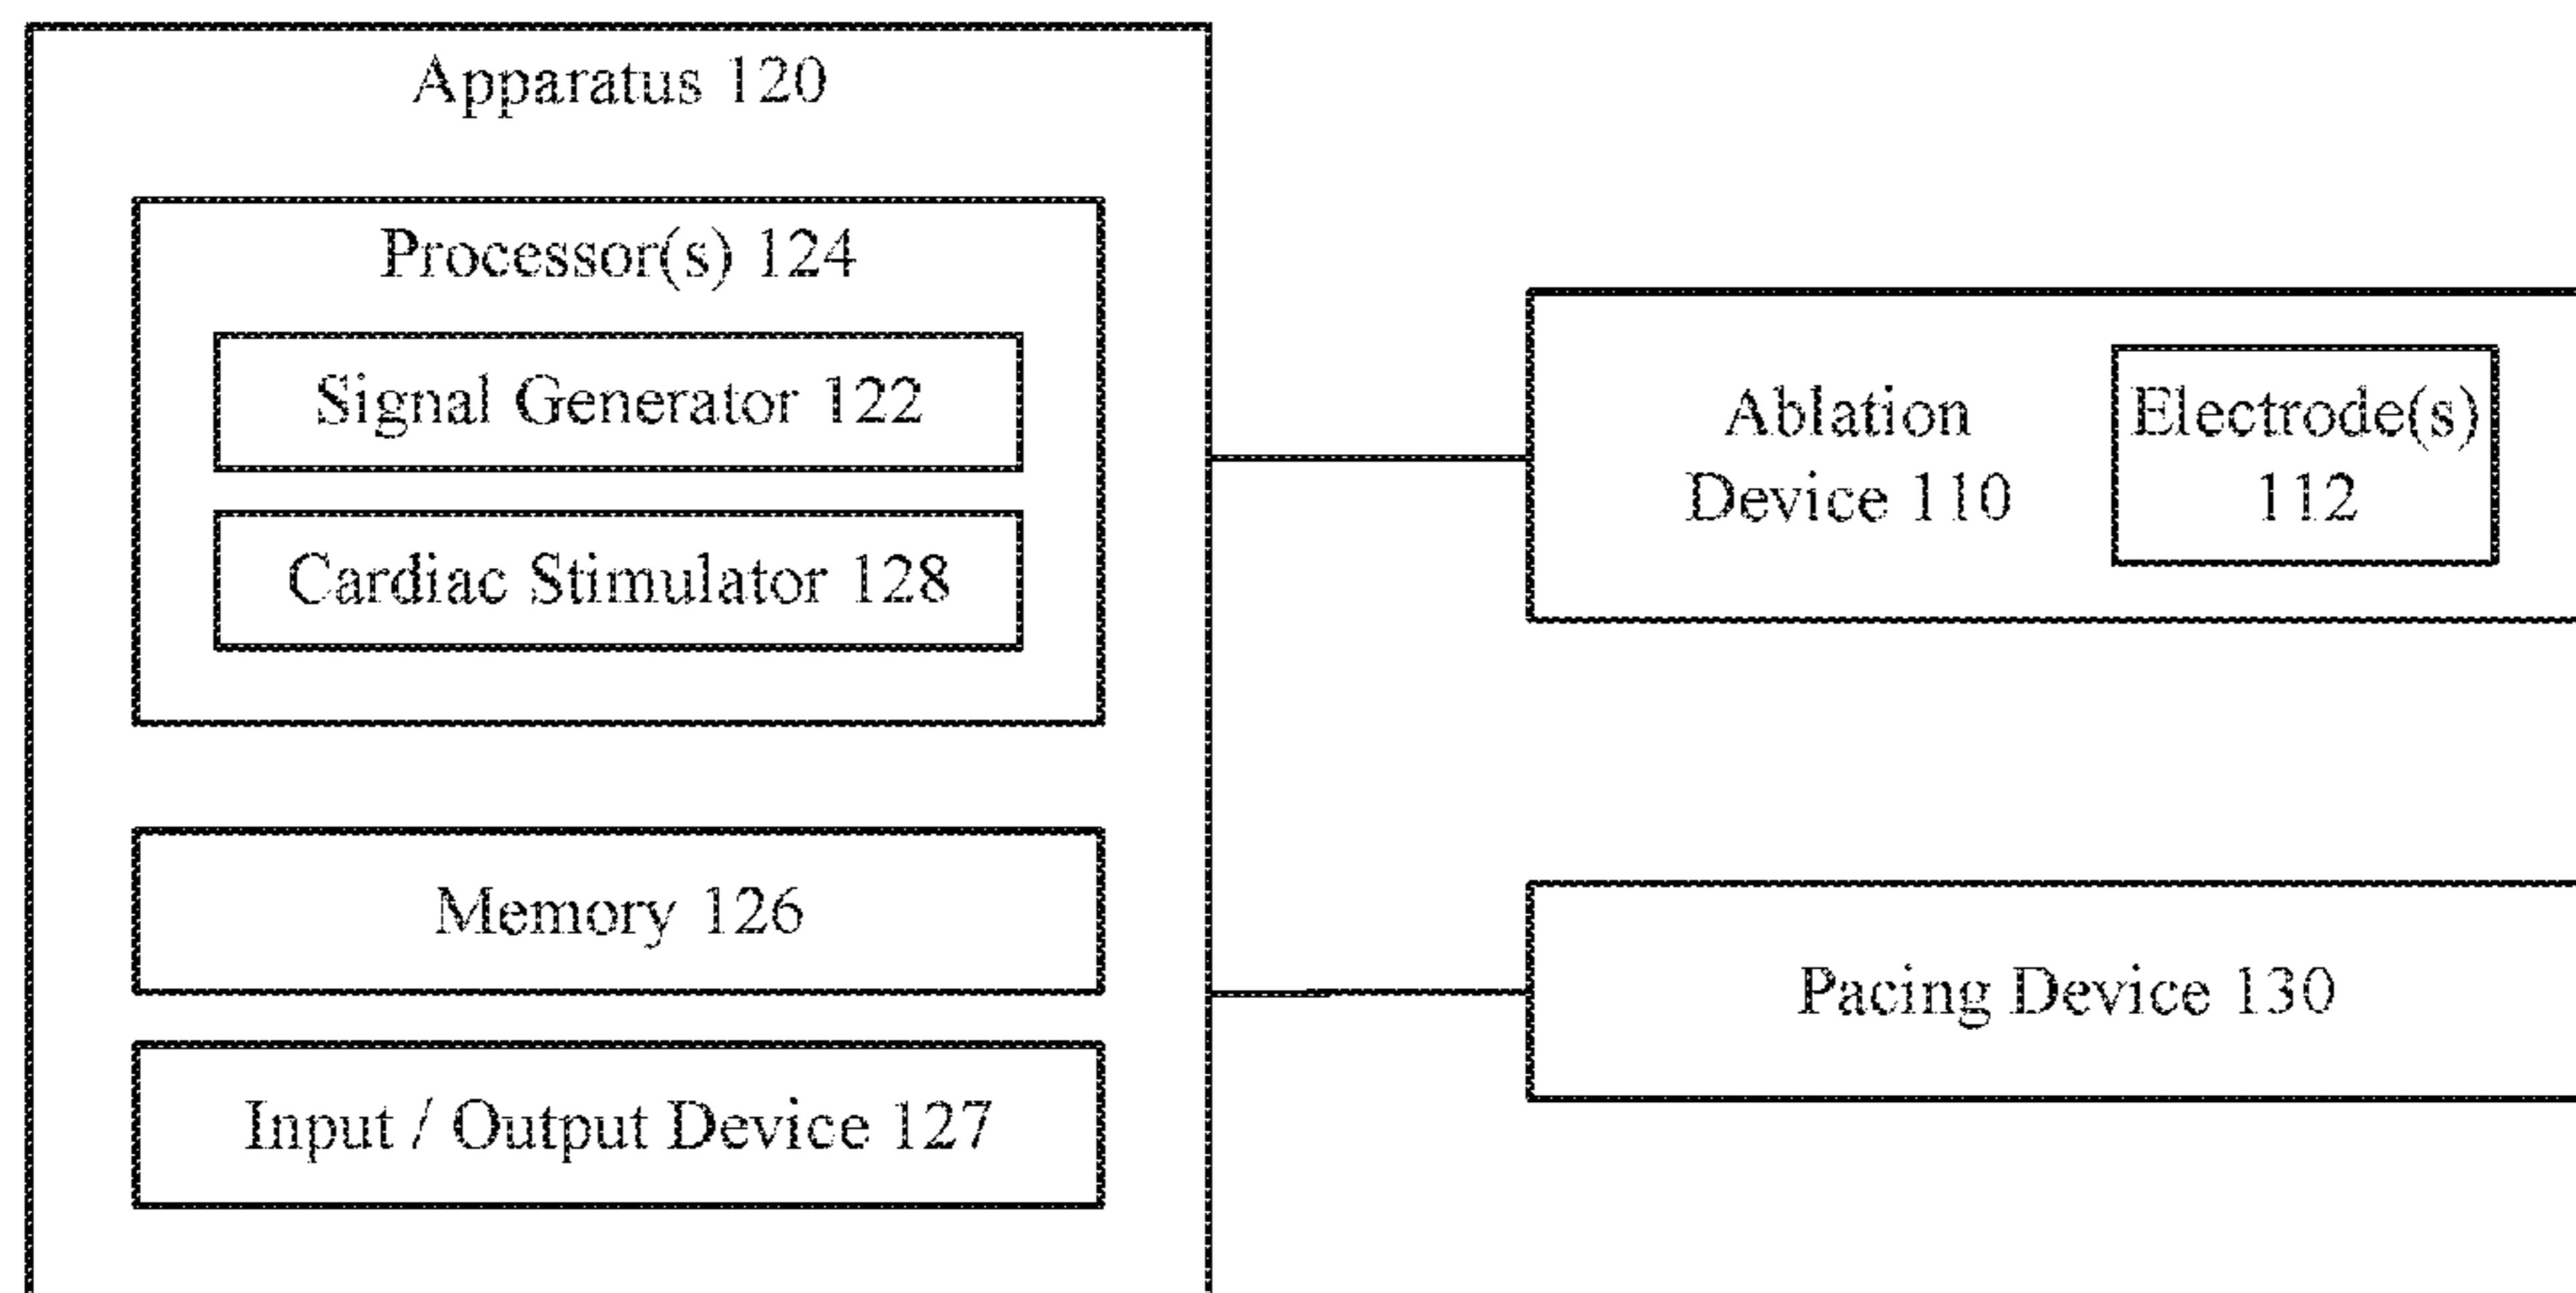 Apparatus 120
Processor(s) 124
Signal Generator 122
Cardiac Stimulator 128
Memory 126
Input / Output Device 127
Ablation
Device 110
Electrode(s)
112
Pacing Device 130